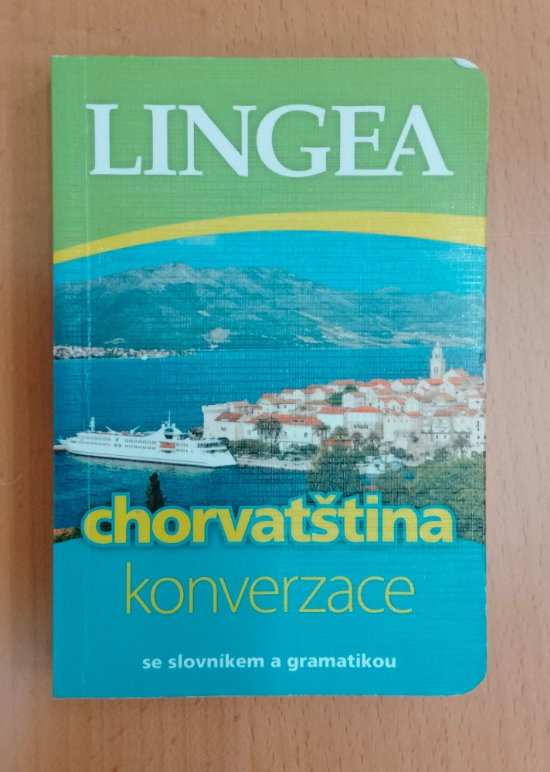 LINGEA
chorvatština
konverzace
se slovníkem a gramatikou